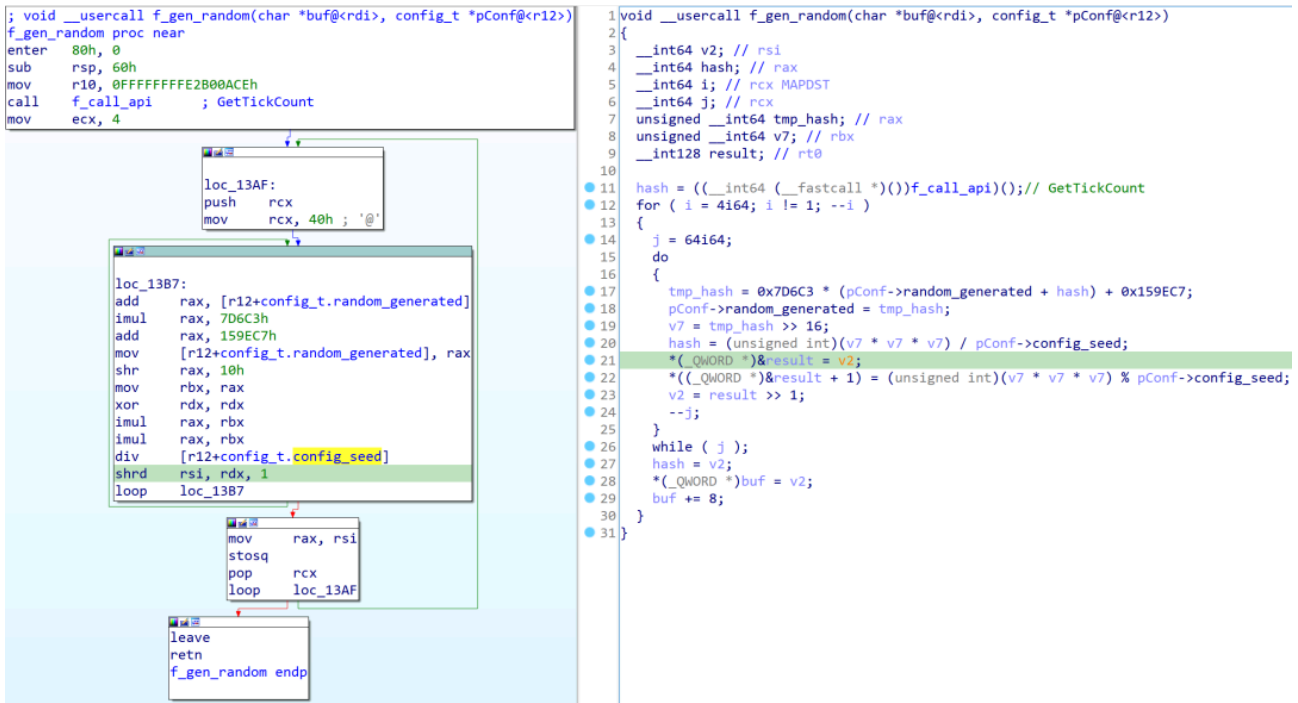 ; void __usercall f_gen_random(char *buf@<rdi>, config_t *pConf@<r12>)
f_gen_random proc near
enter 80h, 0
sub rsp, 60h
mov r10, 0FFFFFFFFE2B00ACEh
call f_call_api ; GetTickCount
mov ecx, 4
loc_13AF:
push rcx
mov rcx, 40h ; '@'
loc_13B7:
add rax, [r12+config_t.random_generated]
imul rax, 7D6C3h
add rax, 159EC7h
mov [r12+config_t.random_generated], rax
shr rax, 10h
mov rbx, rax
xor rdx, rdx
imul rax, rbx
imul rax, rbx
div [r12+config_t.config_seed]
shrd rsi, rdx, 1
loop loc_13B7
mov rax, rsi
stosq
pop rcx
loop loc_13AF
leave
retn
f_gen_random endp
1 void __usercall f_gen_random(char *buf@<rdi>, config_t *pConf@<r12>)
2 {
3 __int64 v2; // rsi
4 __int64 hash; // rax
5 __int64 i; // rcx MAPDST
6 __int64 j; // rcx
7 unsigned __int64 tmp_hash; // rax
8 unsigned __int64 v7; // rbx
9 __int128 result; // rt0
10
11 hash = ((__int64 (__fastcall *)())f_call_api)();// GetTickCount
12 for ( i = 4i64; i != 1; --i )
13 {
14 j = 64i64;
15 do
16 {
17 tmp_hash = 0x7D6C3 * (pConf->random_generated + hash) + 0x159EC7;
18 pConf->random_generated = tmp_hash;
19 v7 = tmp_hash >> 16;
20 hash = (unsigned int)(v7 * v7 * v7) / pConf->config_seed;
21 *(_QWORD *)&result = v2;
22 *((_QWORD *)&result + 1) = (unsigned int)(v7 * v7 * v7) % pConf->config_seed;
23 v2 = result >> 1;
24 --j;
25 }
26 while ( j );
27 hash = v2;
28 *(_QWORD *)buf = v2;
29 buf += 8;
30 }
31 }